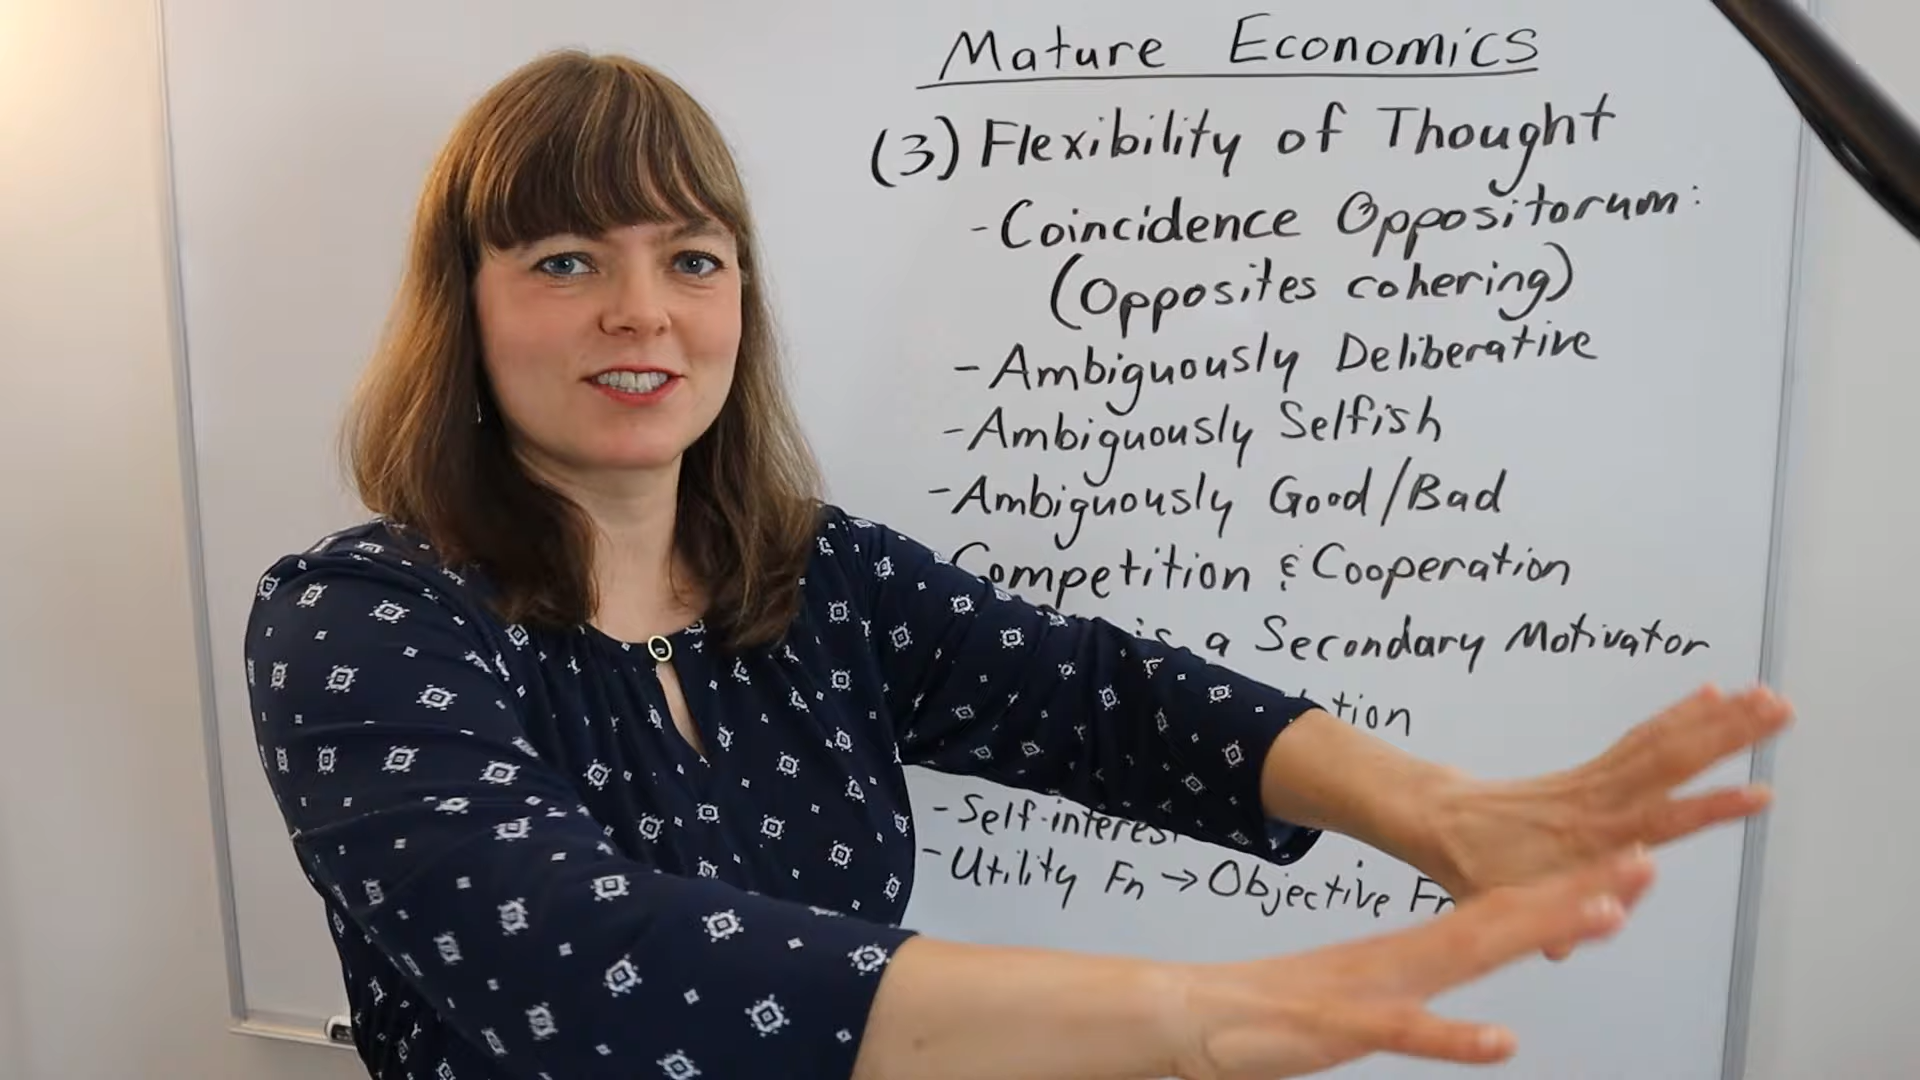 Mature Economics
(3) Flexibility of Thought
- Coincidence Oppositorum:
(Opposites cohering)
- Ambiguously Deliberative
- Ambiguously Selfish
- Ambiguously Good/Bad
Competition & Cooperation
is a Secondary Motivator
- Self-interest
- Utility Fn → Objective Fn